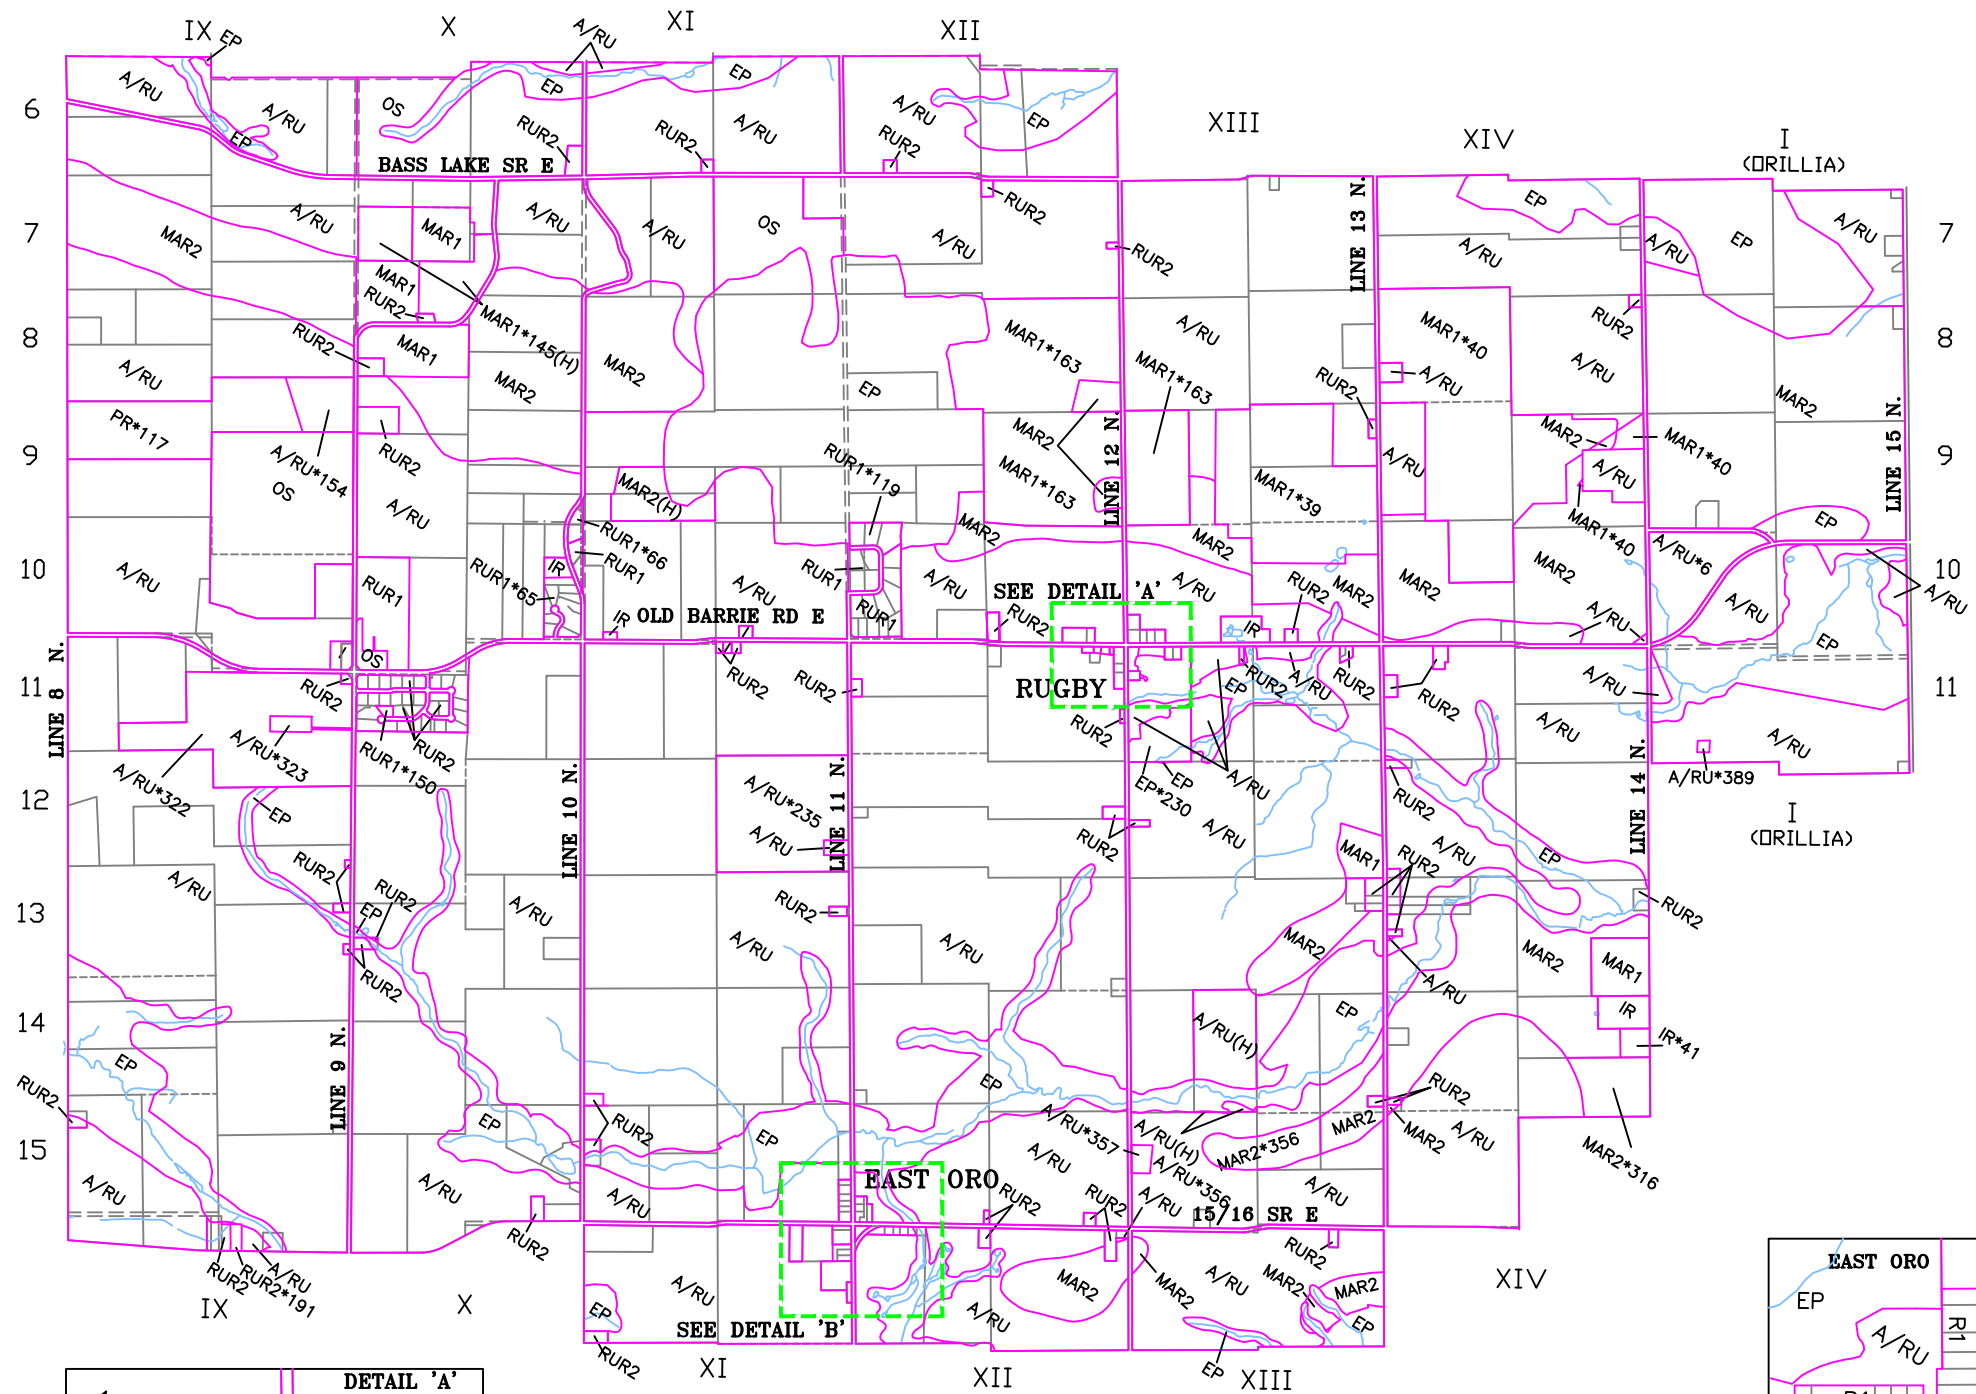 IX
X
XI
XII
XIII
XIV
I
(ORILLIA)
6
7
8
9
10
11
12
13
14
15
7
8
9
10
11
EP
A/RU
A/RU
EP
OS
A/RU
EP
RUR2
RUR2
EP
A/RU
A/RU
RUR2
EP
BASS LAKE SR E
MAR2
A/RU
MAR1
A/RU
A/RU
OS
A/RU
RUR2
RUR2
LINE 13 N.
EP
A/RU
A/RU
EP
A/RU
MAR1
RUR2
RUR2
MAR1
MAR1*145(H)
MAR2
MAR2
EP
MAR1*163
A/RU
MAR1*163
RUR2
MAR1*40
A/RU
RUR2
A/RU
MAR2
A/RU
PR*117
A/RU*154
OS
RUR2
A/RU
MAR2(H)
RUR1*119
MAR2
MAR2
MAR1*163
LINE 12 N.
MAR1*39
A/RU
MAR2
A/RU
MAR1*40
MAR1*40
LINE 15 N.
EP
A/RU
RUR1
RUR1*65
IR
RUR1*66
RUR1
A/RU
IR
OLD BARRIE RD E
RUR1
RUR1
A/RU
MAR2
A/RU
RUR2
SEE DETAIL 'A'
RUR2
IR
MAR2
MAR2
MAR2
A/RU
A/RU*6
A/RU
EP
A/RU
LINE 8 N.
OS
RUR2
RUR2
RUR2
RUGBY
RUR2
EP
RUR2
A/RU
RUR2
RUR2
A/RU
A/RU
A/RU
A/RU*389
A/RU*323
A/RU*322
RUR1*150
RUR2
LINE 10 N.
A/RU*235
A/RU
LINE 11 N.
RUR2
EP
EP*230
A/RU
A/RU
RUR2
LINE 14 N.
I
(ORILLIA)
EP
A/RU
RUR2
EP
RUR2
A/RU
RUR2
A/RU
A/RU
MAR1
RUR2
A/RU
EP
RUR2
RUR2
MAR2
A/RU
EP
MAR2
MAR1
IR
IR*41
LINE 9 N.
EP
RUR2
EP
RUR2
EP
EP
A/RU*357
A/RU
A/RU(H)
A/RU(H)
MAR2*356
MAR2
RUR2
MAR2
A/RU
MAR2*316
A/RU
A/RU
A/RU
EAST ORO
RUR2
RUR2
A/RU*356
A/RU
A/RU
15/16 SR E
RUR2
RUR2
RUR2*191
A/RU
RUR2
A/RU
EP
RUR2
SEE DETAIL 'B'
A/RU
MAR2
MAR2
A/RU
EP
MAR2
MAR2
EP
IX
X
XI
XII
XIII
XIV
EAST ORO
EP
A/RU
R1
DETAIL 'A'